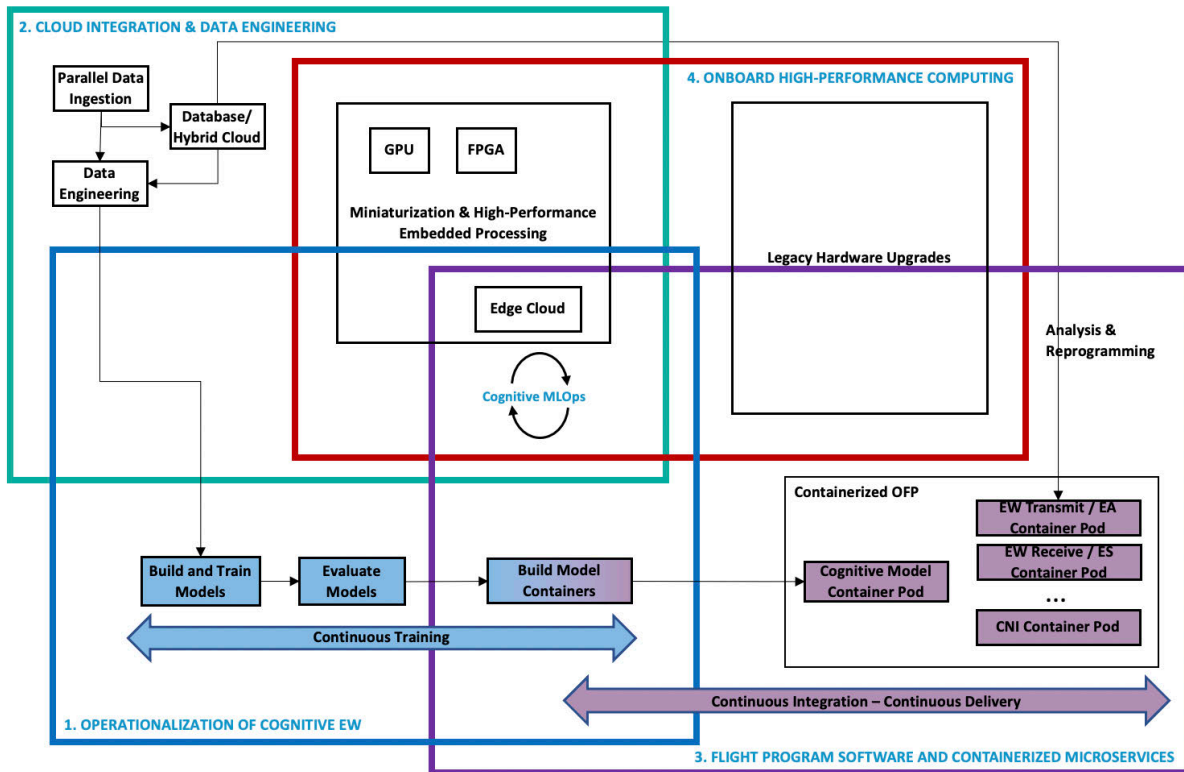 2. CLOUD INTEGRATION & DATA ENGINEERING
Parallel Data
Ingestion
Database/
Hybrid Cloud
Data
Engineering
4. ONBOARD HIGH-PERFORMANCE COMPUTING
GPU
FPGA
Miniaturization & High-Performance
Embedded Processing
Legacy Hardware Upgrades
Edge Cloud
Cognitive MLOps
Analysis &
Reprogramming
Containerized OFP
EW Transmit / EA
Container Pod
EW Receive / ES
Container Pod
...
CNI Container Pod
Build and Train
Models
Evaluate
Models
Build Model
Containers
Cognitive Model
Container Pod
Continuous Training
Continuous Integration – Continuous Delivery
1. OPERATIONALIZATION OF COGNITIVE EW
3. FLIGHT PROGRAM SOFTWARE AND CONTAINERIZED MICROSERVICES